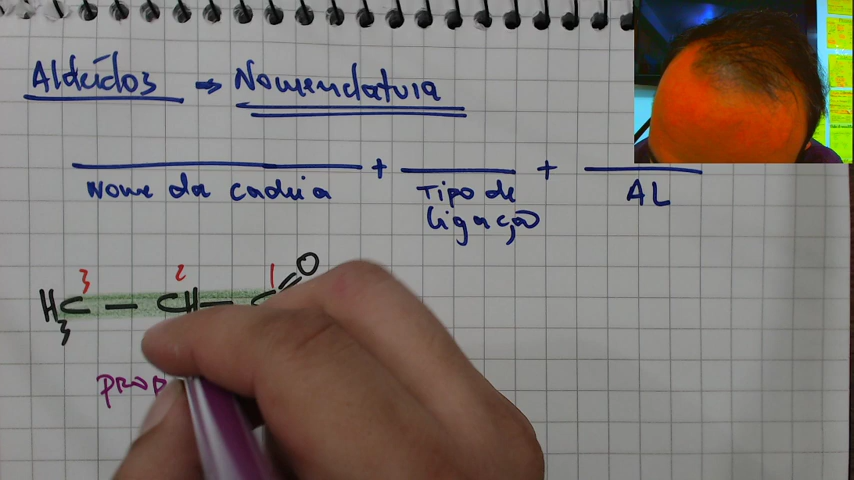 Aldeídos → Nomenclatura
+ +
Nome da cadeia Tipo de ligação AL
3 2 1 O
H3C — CH — C
PROP